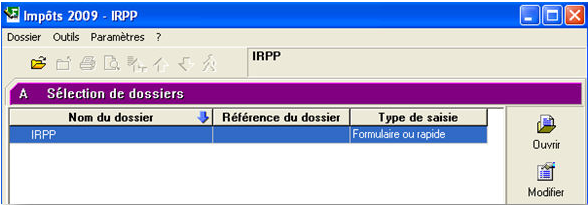 Impôts 2009 - IRPP
Dossier Outils Paramètres ?
IRPP
A Sélection de dossiers
Nom du dossier Référence du dossier Type de saisie
IRPP Formulaire ou rapide
Ouvrir
Modifier